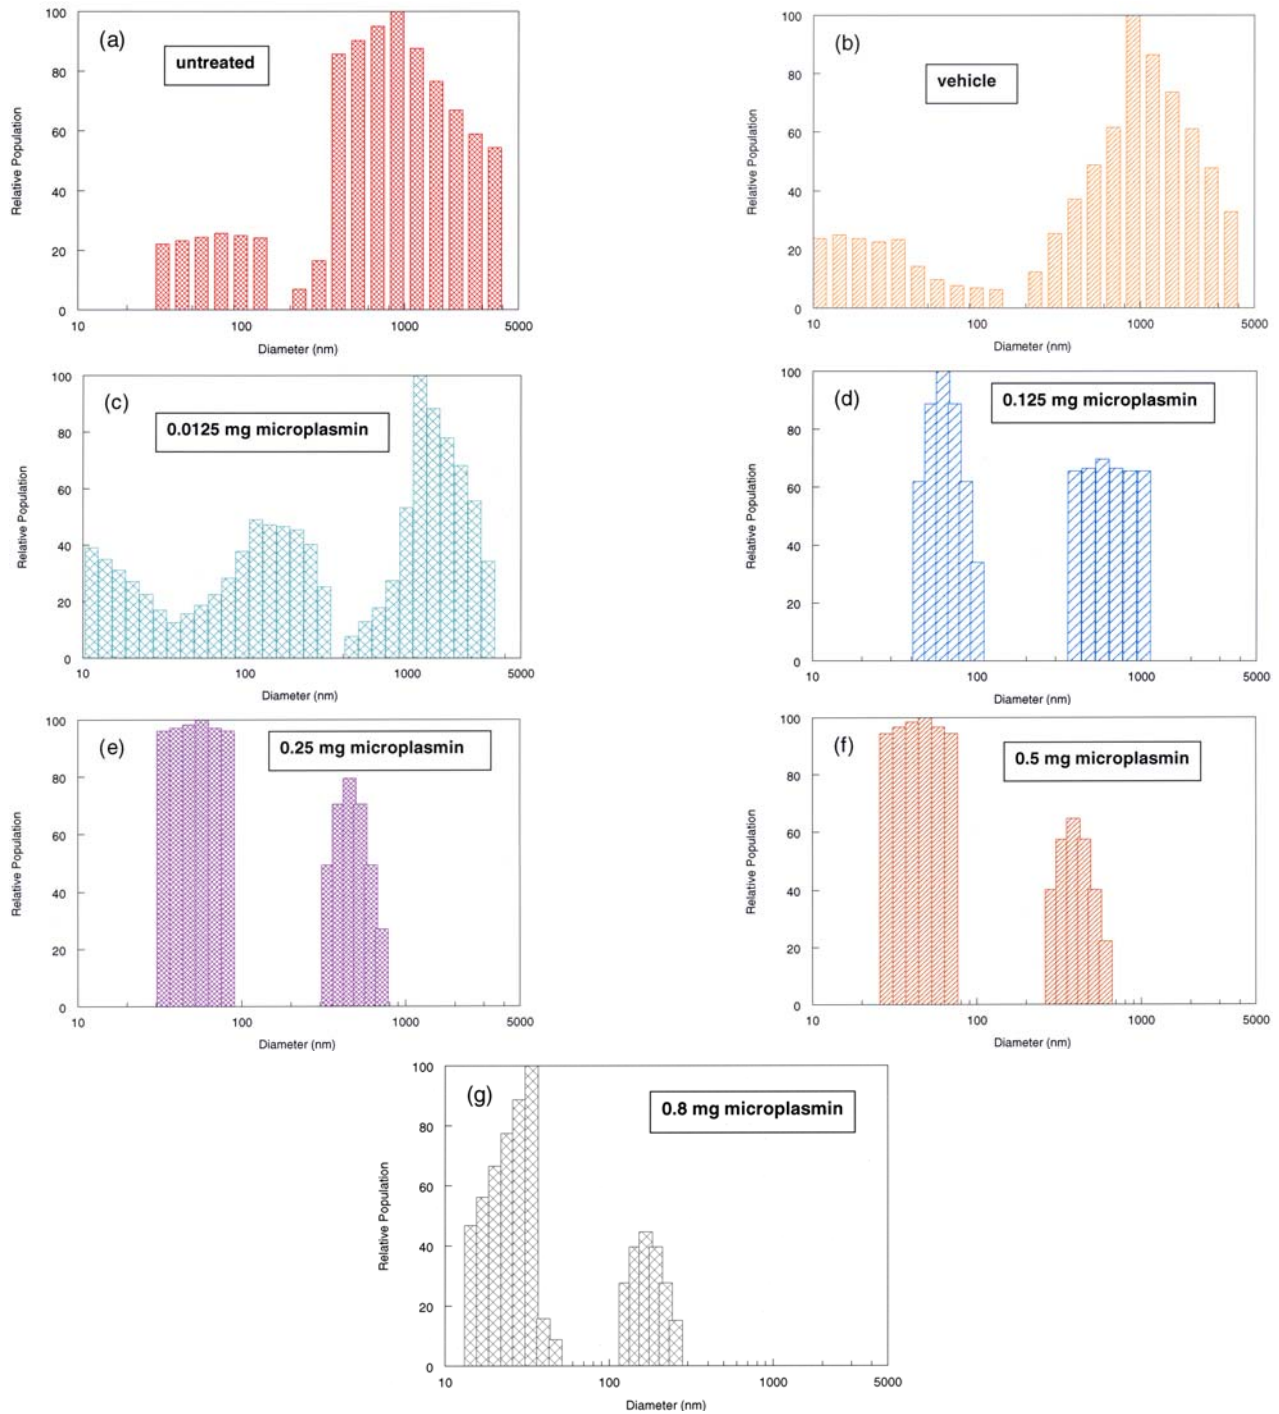 (a)
untreated
100
80
60
40
20
0
Relative Population
10 100 1000 5000
Diameter (nm)
(b)
vehicle
100
80
60
40
20
0
Relative Population
10 100 1000 5000
Diameter (nm)
(c)
0.0125 mg microplasmin
100
80
60
40
20
0
Relative Population
10 100 1000 5000
Diameter (nm)
(d)
0.125 mg microplasmin
100
80
60
40
20
0
Relative Population
10 100 1000 5000
Diameter (nm)
(e)
0.25 mg microplasmin
100
80
60
40
20
0
Relative Population
10 100 1000 5000
Diameter (nm)
(f)
0.5 mg microplasmin
100
80
60
40
20
0
Relative Population
10 100 1000 5000
Diameter (nm)
(g)
0.8 mg microplasmin
100
80
60
40
20
0
Relative Population
10 100 1000 5000
Diameter (nm)